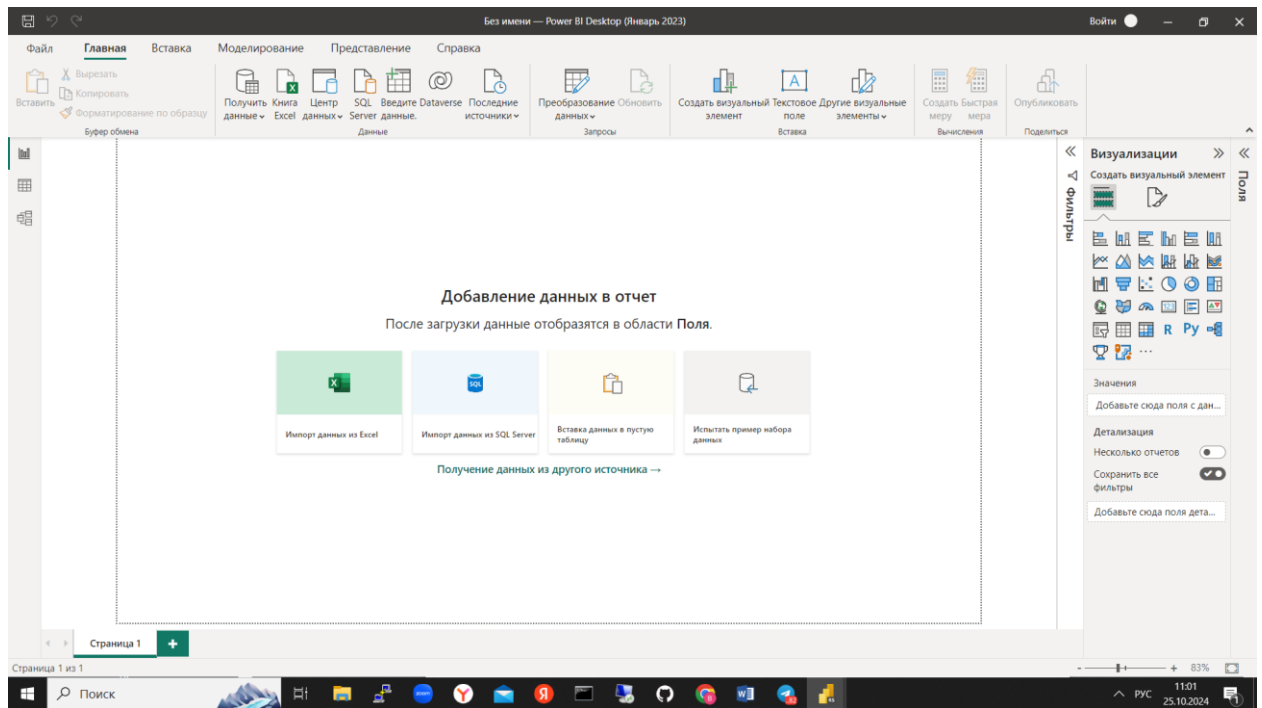 Без имени — Power BI Desktop (Январь 2023)
Войти
Файл Главная Вставка Моделирование Представление Справка
Вставить
Вырезать
Копировать
Форматирование по образцу
Буфер обмена
Получить данные
Книга Excel
Центр данных
SQL Server
Введите данные.
Dataverse
Последние источники
Данные
Преобразование данных
Обновить
Запросы
Создать визуальный элемент
Текстовое поле
Другие визуальные элементы
Вставка
Создать меру
Быстрая мера
Вычисления
Опубликовать
Поделиться
Добавление данных в отчет
После загрузки данные отобразятся в области Поля.
Импорт данных из Excel
Импорт данных из SQL Server
Вставка данных в пустую
таблицу
Испытать пример набора
данных
Получение данных из другого источника →
Фильтры
Визуализации
Создать визуальный элемент
R Py
123
Значения
Добавьте сюда поля с дан...
Детализация
Несколько отчетов
Сохранить все
фильтры
Добавьте сюда поля дета...
Поля
Страница 1
Страница 1 из 1
83%
Поиск
zoom
РУС
11:01
25.10.2024